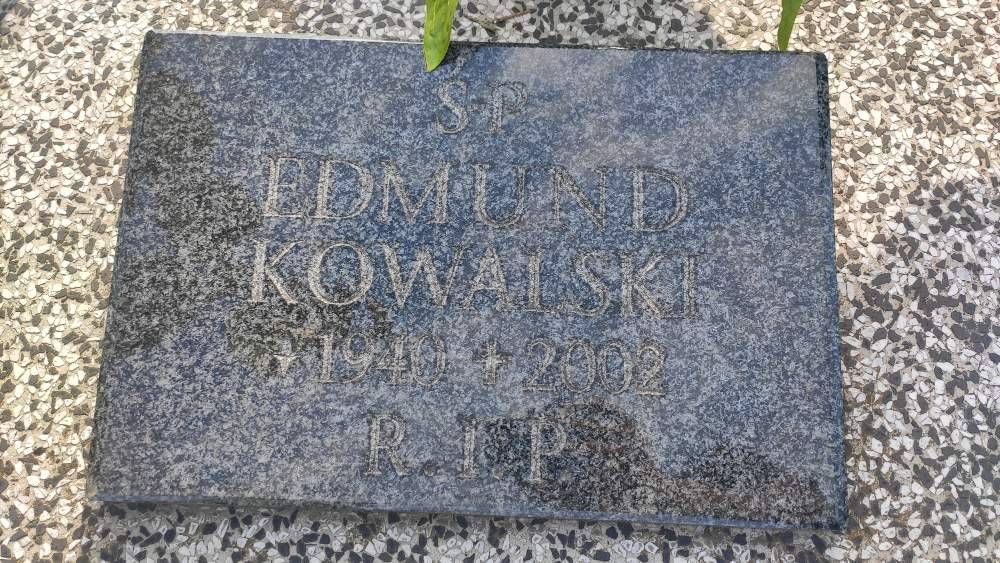 ŚP
EDMUND
KOWALSKI
* 1940 ✝ 2002
R.I.P